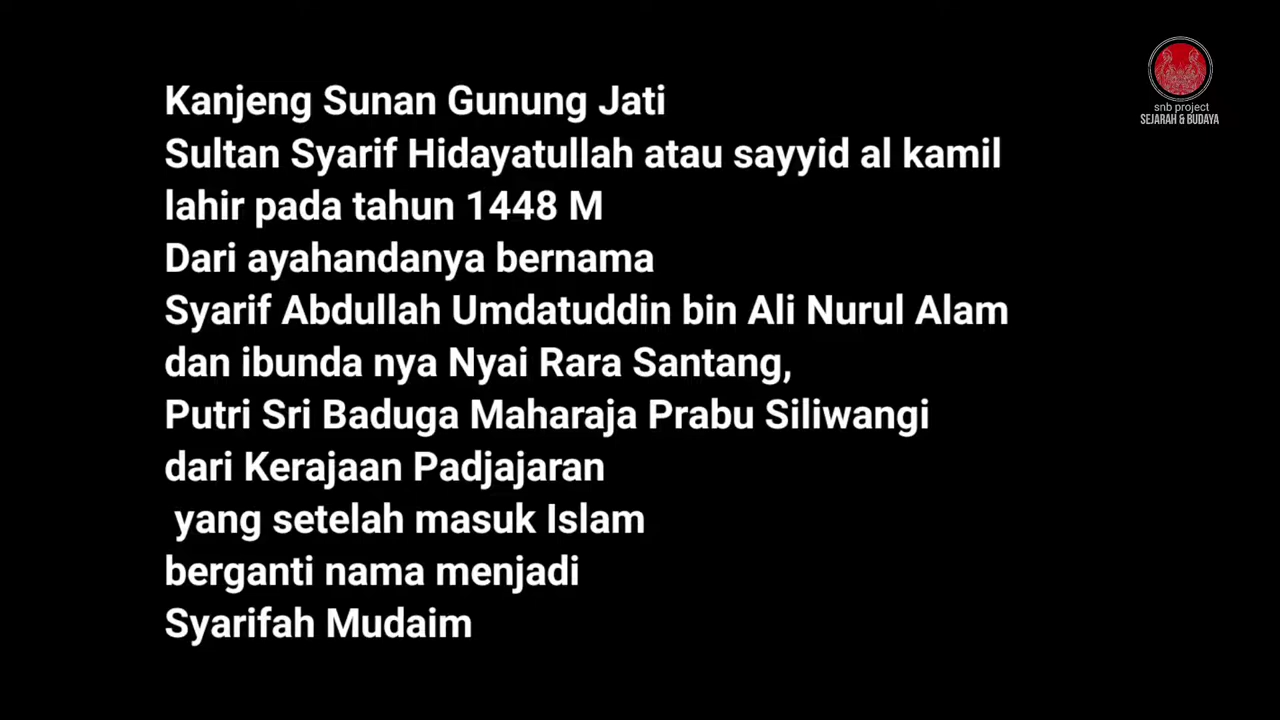 Kanjeng Sunan Gunung Jati
Sultan Syarif Hidayatullah atau sayyid al kamil
lahir pada tahun 1448 M
Dari ayahandanya bernama
Syarif Abdullah Umdatuddin bin Ali Nurul Alam
dan ibunda nya Nyai Rara Santang,
Putri Sri Baduga Maharaja Prabu Siliwangi
dari Kerajaan Padjajaran
yang setelah masuk Islam
berganti nama menjadi
Syarifah Mudaim
snb project
SEJARAH & BUDAYA